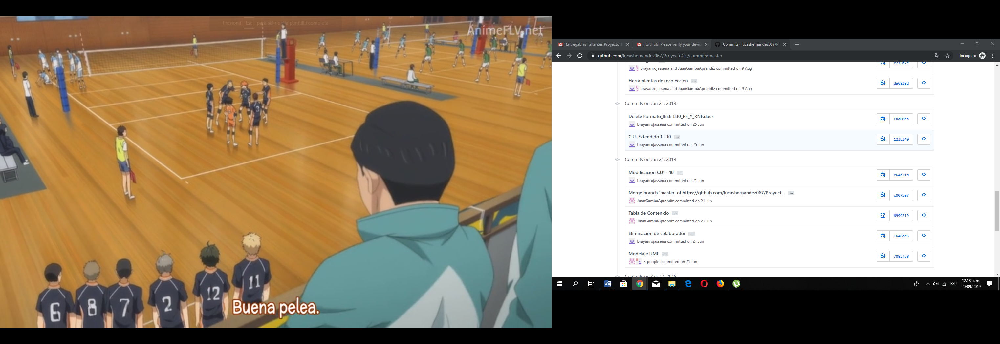 Presiona Esc para salir de la pantalla completa
AnimeFLV.net
3
6
8
7
2
12
11
Buena pelea.
Entregables Faltantes Proyecto 1
[GitHub] Please verify your device
Commits · lucashernandez067/Pr
github.com/lucashernandez067/ProyectoCis/commits/master
Incógnito
c275a2c
brayanrojassena and JuanGambaAprendiz committed on 9 Aug
Herramientas de recoleccion ...
da6838d
brayanrojassena and JuanGambaAprendiz committed on 9 Aug
Commits on Jun 25, 2019
Delete Formato_IEEE-830_RF_Y_RNF.docx
f8d80ea
brayanrojassena committed on 25 Jun
C.U. Extendido 1 - 10 ...
123b340
brayanrojassena committed on 25 Jun
Commits on Jun 21, 2019
Modificacion CU1 - 10 ...
c64af1d
brayanrojassena committed on 21 Jun
Merge branch 'master' of https://github.com/lucashernandez067/Proyect... ...
c0075e7
JuanGambaAprendiz committed on 21 Jun
Tabla de Contenido ...
6999219
JuanGambaAprendiz committed on 21 Jun
Eliminacion de colaborador ...
1648ed5
brayanrojassena committed on 21 Jun
Modelaje UML ...
7085f58
3 people committed on 21 Jun
Commits on Apr 12, 2019
ESP
12:18 a. m.
20/09/2019